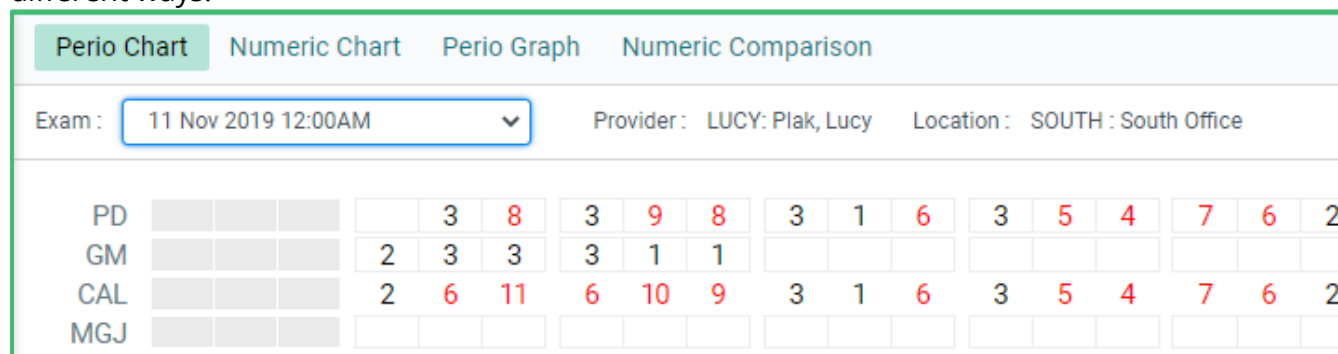 Perio Chart Numeric Chart Perio Graph Numeric Comparison
Exam : 11 Nov 2019 12:00AM Provider : LUCY: Plak, Lucy Location : SOUTH : South Office
PD 3 8 3 9 8 3 1 6 3 5 4 7 6 2
GM 2 3 3 3 1 1
CAL 2 6 11 6 10 9 3 1 6 3 5 4 7 6 2
MGJ